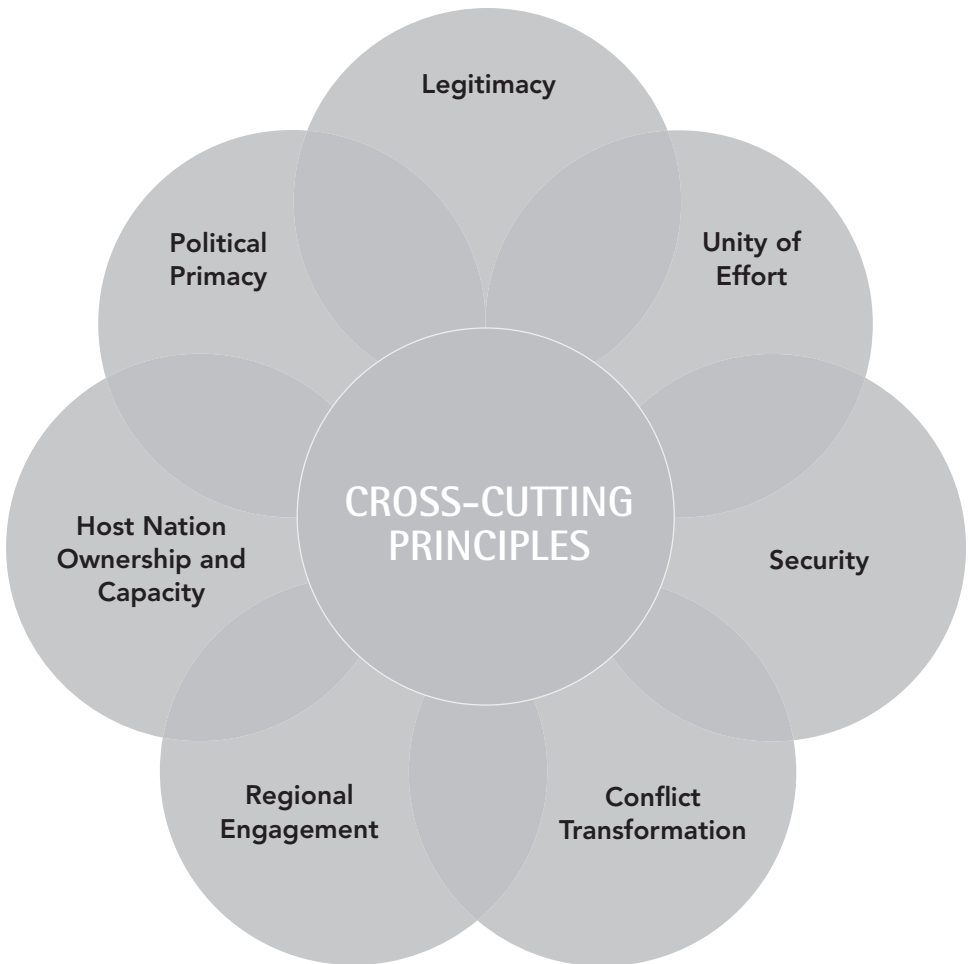 Legitimacy
Political
Primacy
Unity of
Effort
Host Nation
Ownership and
Capacity
CROSS-CUTTING
PRINCIPLES
Security
Regional
Engagement
Conflict
Transformation